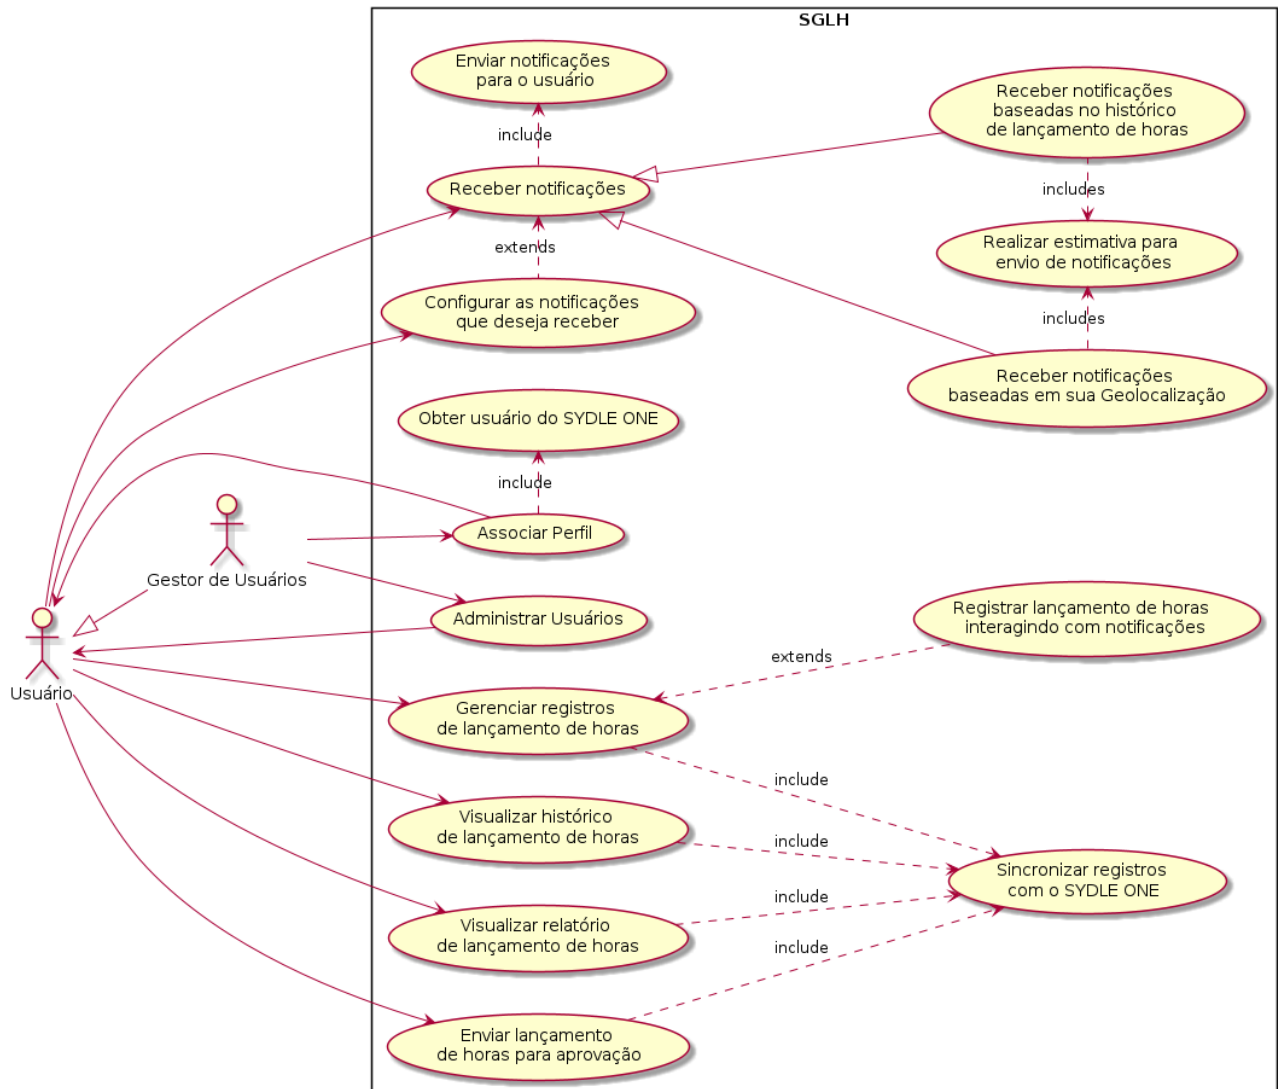 SGLH
Enviar notificações
para o usuário
include
Receber notificações
extends
Configurar as notificações
que deseja receber
Receber notificações
baseadas no histórico
de lançamento de horas
includes
Realizar estimativa para
envio de notificações
includes
Receber notificações
baseadas em sua Geolocalização
Obter usuário do SYDLE ONE
include
Associar Perfil
Gestor de Usuários
Administrar Usuários
Usuário
Registrar lançamento de horas
interagindo com notificações
extends
Gerenciar registros
de lançamento de horas
include
Visualizar histórico
de lançamento de horas
include
Sincronizar registros
com o SYDLE ONE
include
Visualizar relatório
de lançamento de horas
include
Enviar lançamento
de horas para aprovação